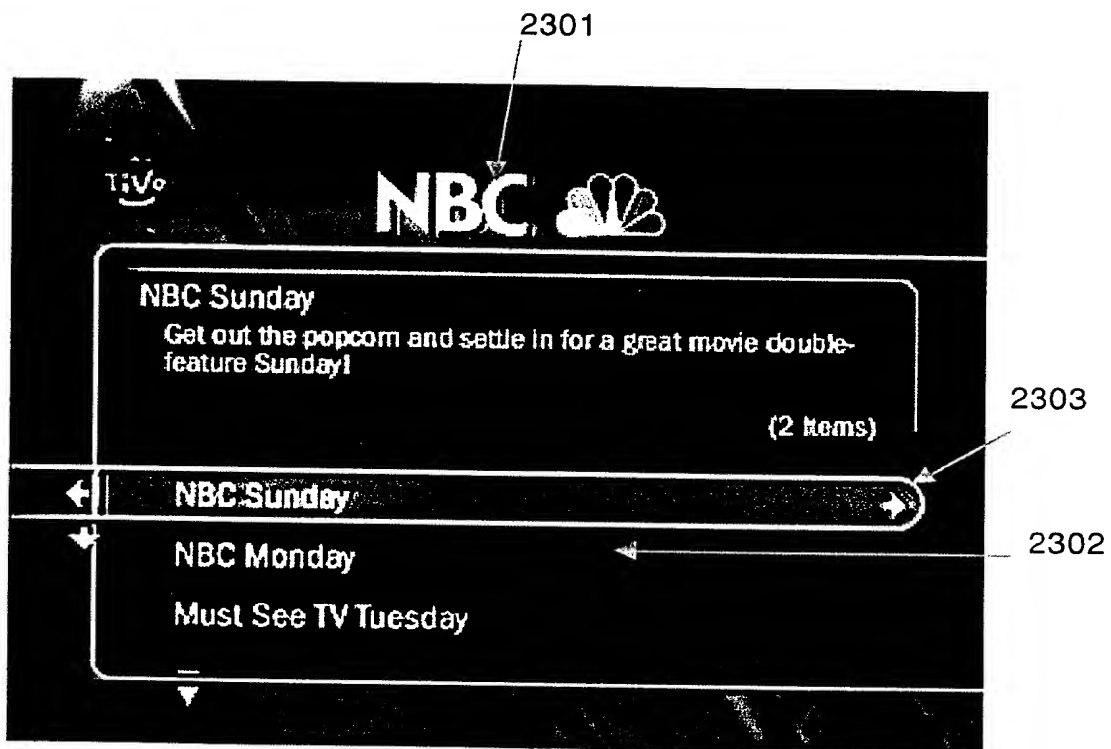 2301
TiVo
NBC
NBC Sunday
Get out the popcorn and settle in for a great movie double-
feature Sunday!
(2 Items)
2303
NBC Sunday
2302
NBC Monday
Must See TV Tuesday